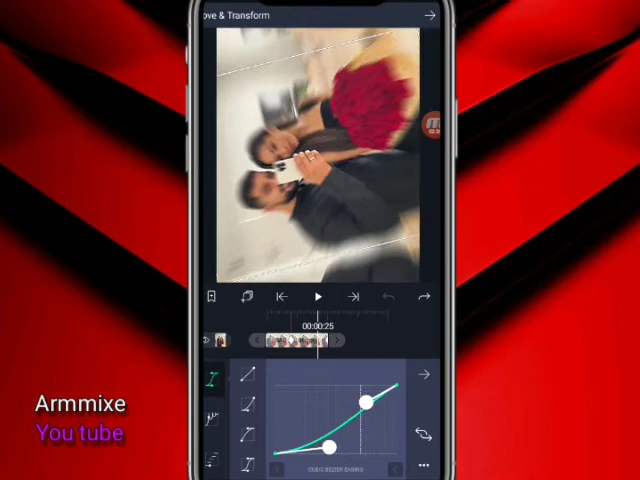 ove & Transform
00:00:25
CUBIC BEZIER EASING
Armmixe
You tube